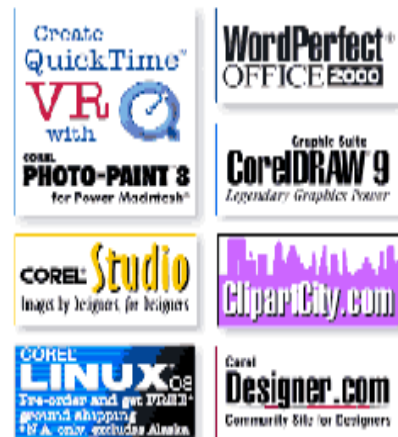 Create
QuickTime™
VR
with
COREL
PHOTO-PAINT 8
for Power Macintosh®
WordPerfect®
OFFICE 2000
Graphic Suite
CorelDRAW 9
Legendary Graphics Power
COREL Studio
Images by designers, for designers
ClipartCity.com
COREL
LINUX OS
Pre-order and get FREE*
ground shipping
*N.A. only, excludes Alaska
Corel
Designer.com
Community Site for Designers